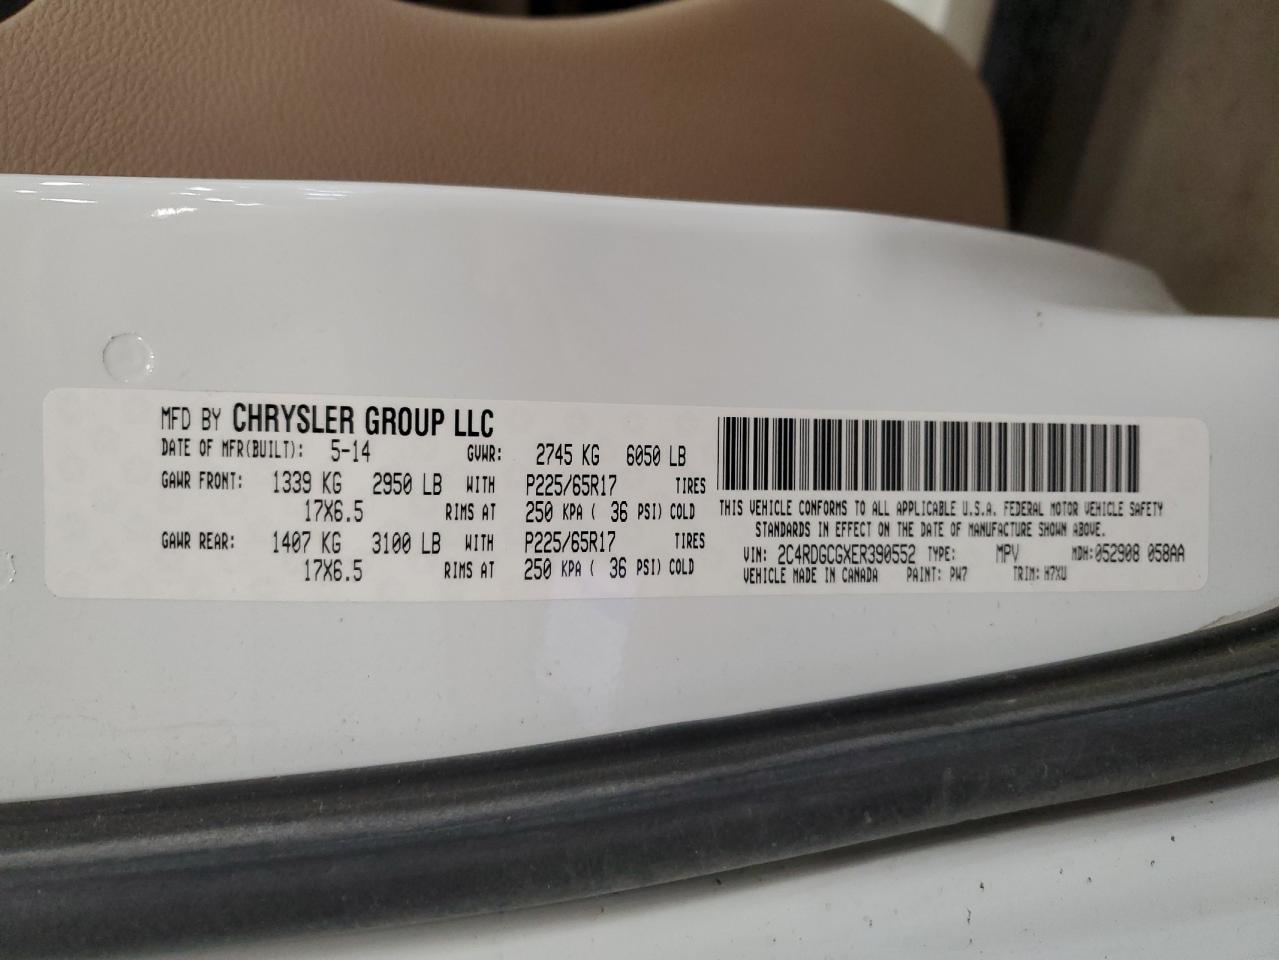 MFD BY CHRYSLER GROUP LLC
DATE OF MFR(BUILT): 5-14 GVWR: 2745 KG 6050 LB
GAWR FRONT: 1339 KG 2950 LB WITH P225/65R17 TIRES
17X6.5 RIMS AT 250 KPA ( 36 PSI) COLD
GAWR REAR: 1407 KG 3100 LB WITH P225/65R17 TIRES
17X6.5 RIMS AT 250 KPA ( 36 PSI) COLD
THIS VEHICLE CONFORMS TO ALL APPLICABLE U.S.A. FEDERAL MOTOR VEHICLE SAFETY
STANDARDS IN EFFECT ON THE DATE OF MANUFACTURE SHOWN ABOVE.
VIN: 2C4RDGCGXER390552 TYPE: MPV MDH: 052908 058AA
VEHICLE MADE IN CANADA PAINT: PW7 TRIM: H7XU